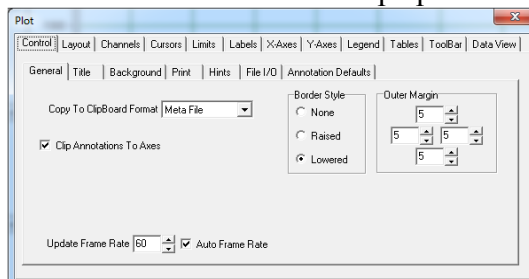 Plot
Control Layout Channels Cursors Limits Labels X-Axes Y-Axes Legend Tables ToolBar Data View
General Title Background Print Hints File I/O Annotation Defaults
Copy To ClipBoard Format Meta File
Clip Annotations To Axes
Border Style
None
Raised
Lowered
Outer Margin
5
5 5
5
Update Frame Rate 60 Auto Frame Rate